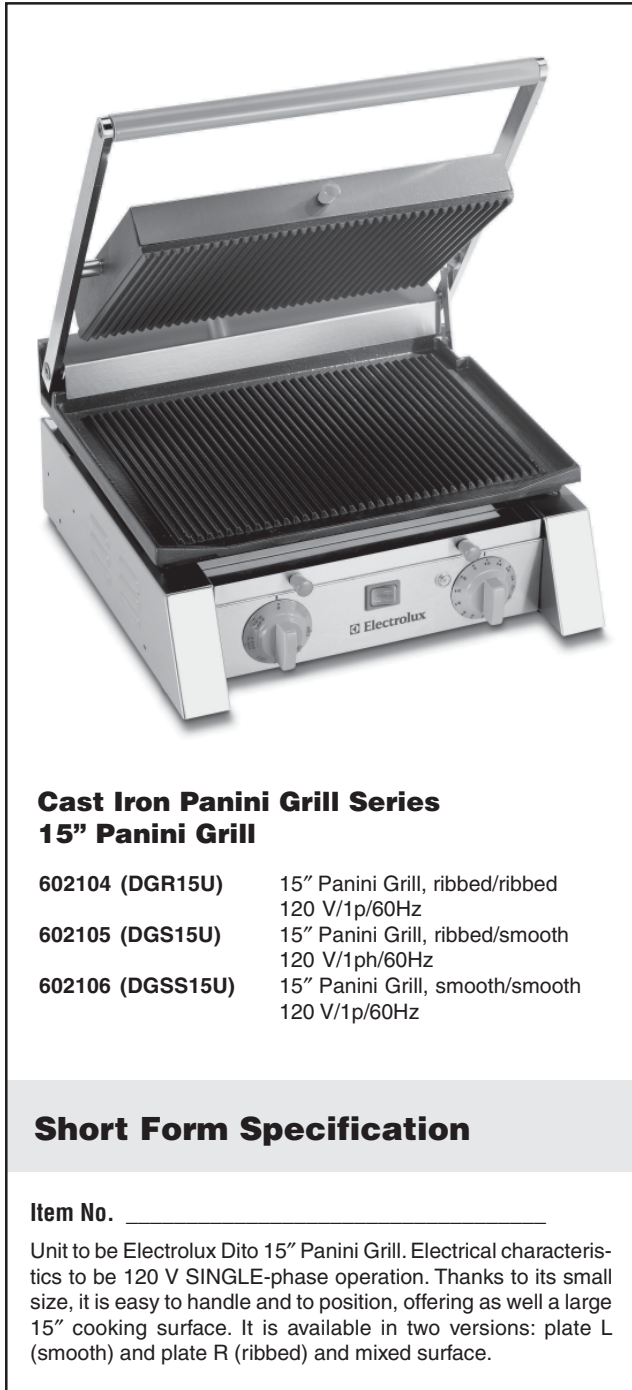 Electrolux
Cast Iron Panini Grill Series
15” Panini Grill
602104 (DGR15U) 15″ Panini Grill, ribbed/ribbed
120 V/1p/60Hz
602105 (DGS15U) 15″ Panini Grill, ribbed/smooth
120 V/1ph/60Hz
602106 (DGSS15U) 15″ Panini Grill, smooth/smooth
120 V/1p/60Hz
Short Form Specification
Item No. ___________________________________
Unit to be Electrolux Dito 15″ Panini Grill. Electrical characteris-
tics to be 120 V SINGLE-phase operation. Thanks to its small
size, it is easy to handle and to position, offering as well a large
15″ cooking surface. It is available in two versions: plate L
(smooth) and plate R (ribbed) and mixed surface.